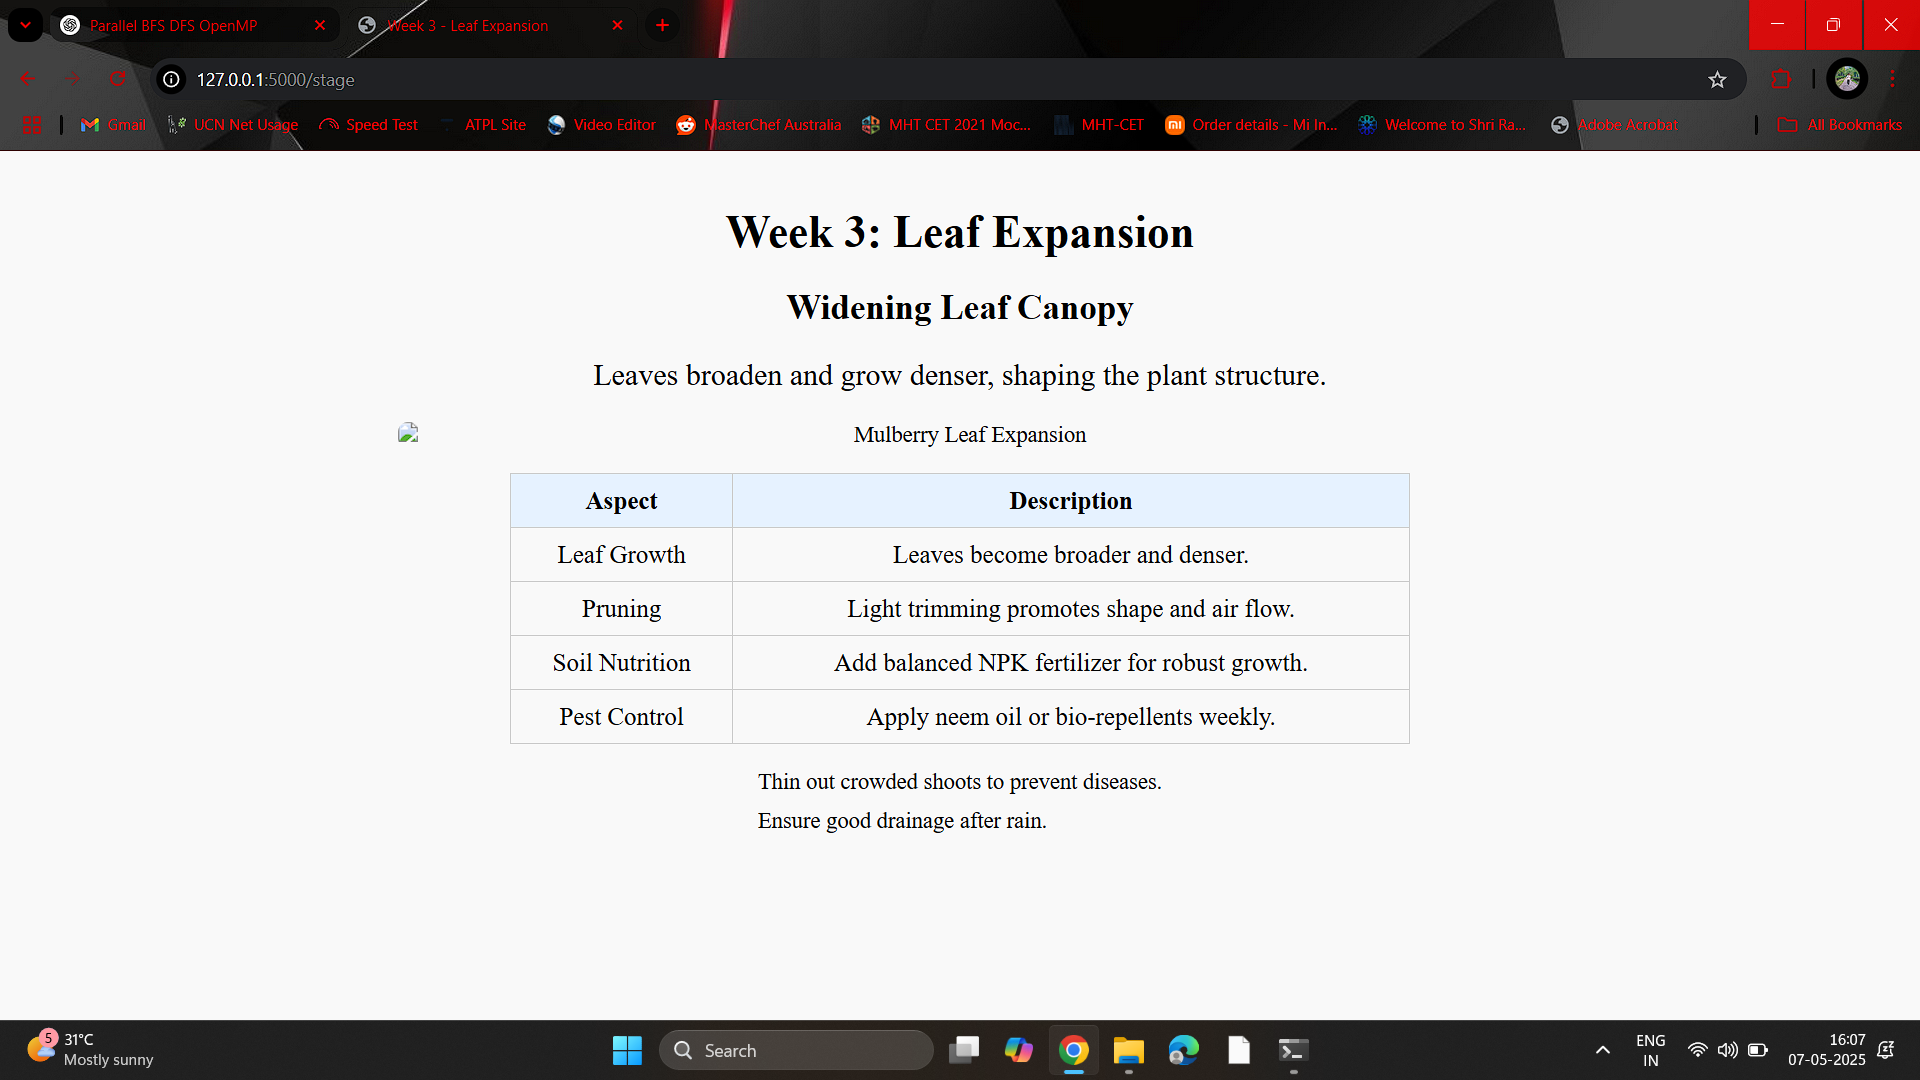 Parallel BFS DFS OpenMP
Week 3 - Leaf Expansion
127.0.0.1:5000/stage
Gmail
UCN Net Usage
Speed Test
ATPL Site
Video Editor
MasterChef Australia
MHT CET 2021 Moc...
MHT-CET
Order details - Mi In...
Welcome to Shri Ra...
Adobe Acrobat
All Bookmarks
Week 3: Leaf Expansion
Widening Leaf Canopy
Leaves broaden and grow denser, shaping the plant structure.
Mulberry Leaf Expansion
Aspect Description
Leaf Growth Leaves become broader and denser.
Pruning Light trimming promotes shape and air flow.
Soil Nutrition Add balanced NPK fertilizer for robust growth.
Pest Control Apply neem oil or bio-repellents weekly.
Thin out crowded shoots to prevent diseases.
Ensure good drainage after rain.
5
31°C
Mostly sunny
Search
ENG
IN
16:07
07-05-2025